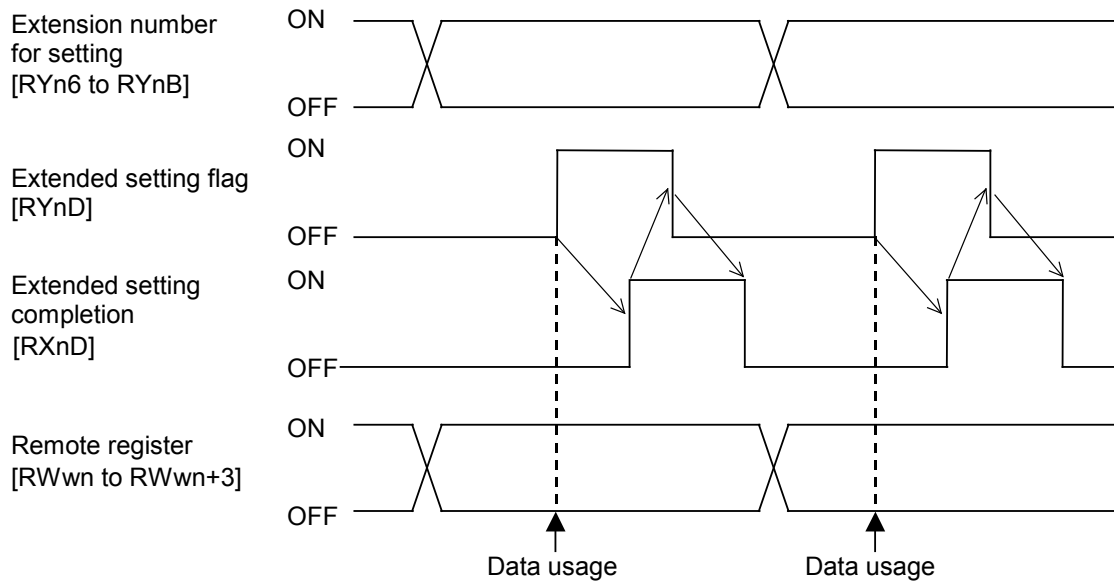 Extension number
for setting
[RYn6 to RYnB]
ON
OFF
Extended setting flag
[RYnD]
ON
OFF
Extended setting
completion
[RXnD]
ON
OFF
Remote register
[RWwn to RWwn+3]
ON
OFF
Data usage
Data usage